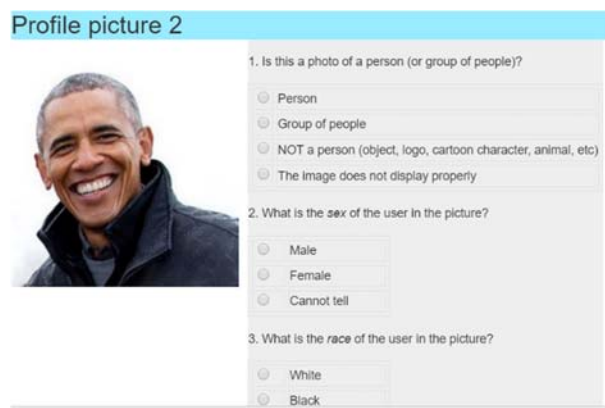 Profile picture 2
1. Is this a photo of a person (or group of people)?
Person
Group of people
NOT a person (object, logo, cartoon character, animal, etc)
The image does not display properly
2. What is the sex of the user in the picture?
Male
Female
Cannot tell
3. What is the race of the user in the picture?
White
Black